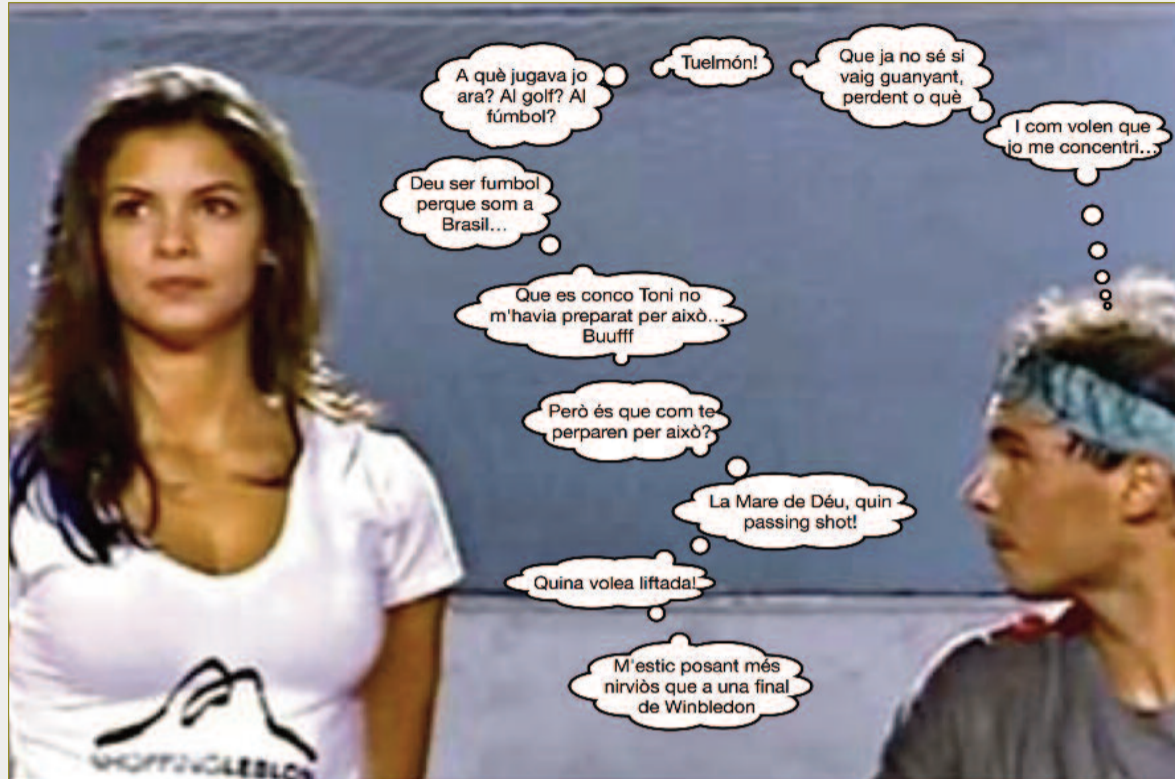 I com volen que
jo me concentri...
Que ja no sé si
vaig guanyant,
perdent o què
Tuelmón!
A què jugava jo
ara? Al golf? Al
fúmbol?
Deu ser fumbol
perque som a
Brasil...
Que es conco Toni no
m'havia preparat per això...
Buufff
Però és que com te
perparen per això?
La Mare de Déu, quin
passing shot!
Quina volea liftada!
M'estic posant més
nirviòs que a una final
de Winbledon
SHOPPINGLEBLON